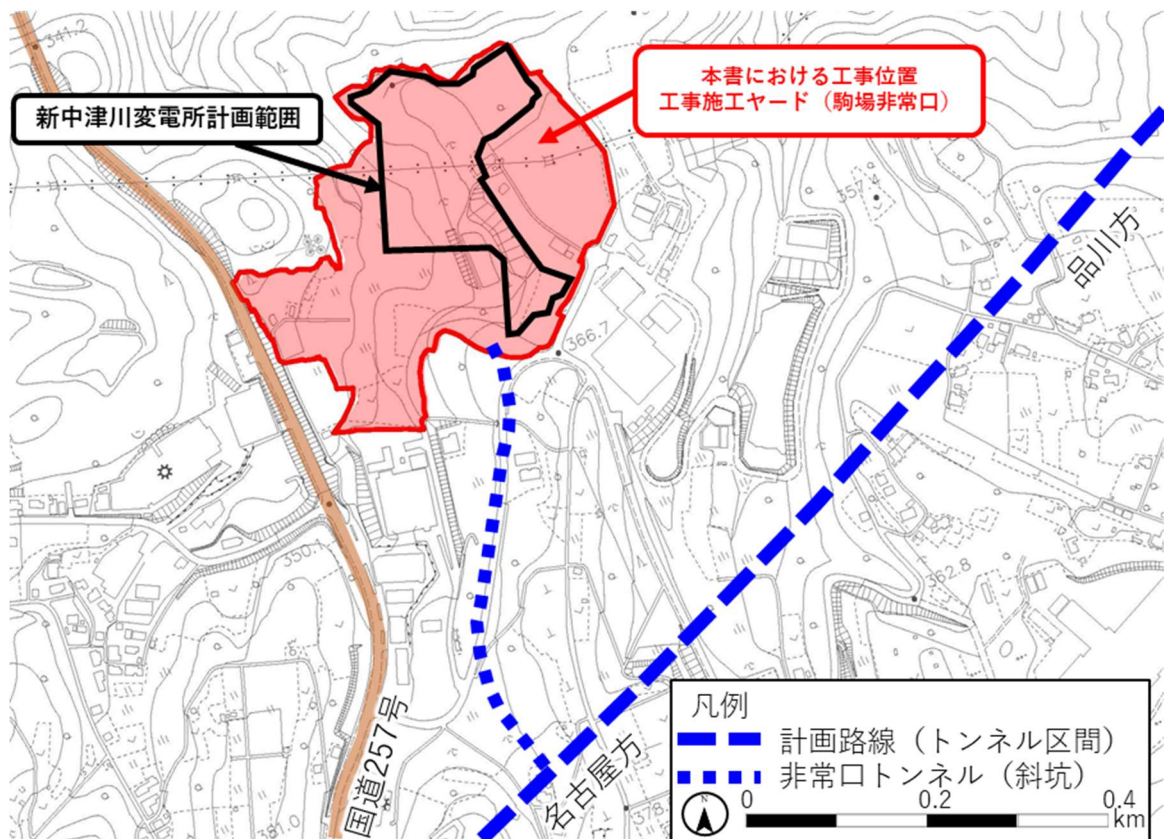 341.2
本書における工事位置
工事施工ヤード（駒場非常口）
新中津川変電所計画範囲
357.4
品川方
366.7
362.8
国道257号
名古屋方
凡例
計画路線（トンネル区間）
非常口トンネル（斜坑）
N
0 0.2 0.4
km